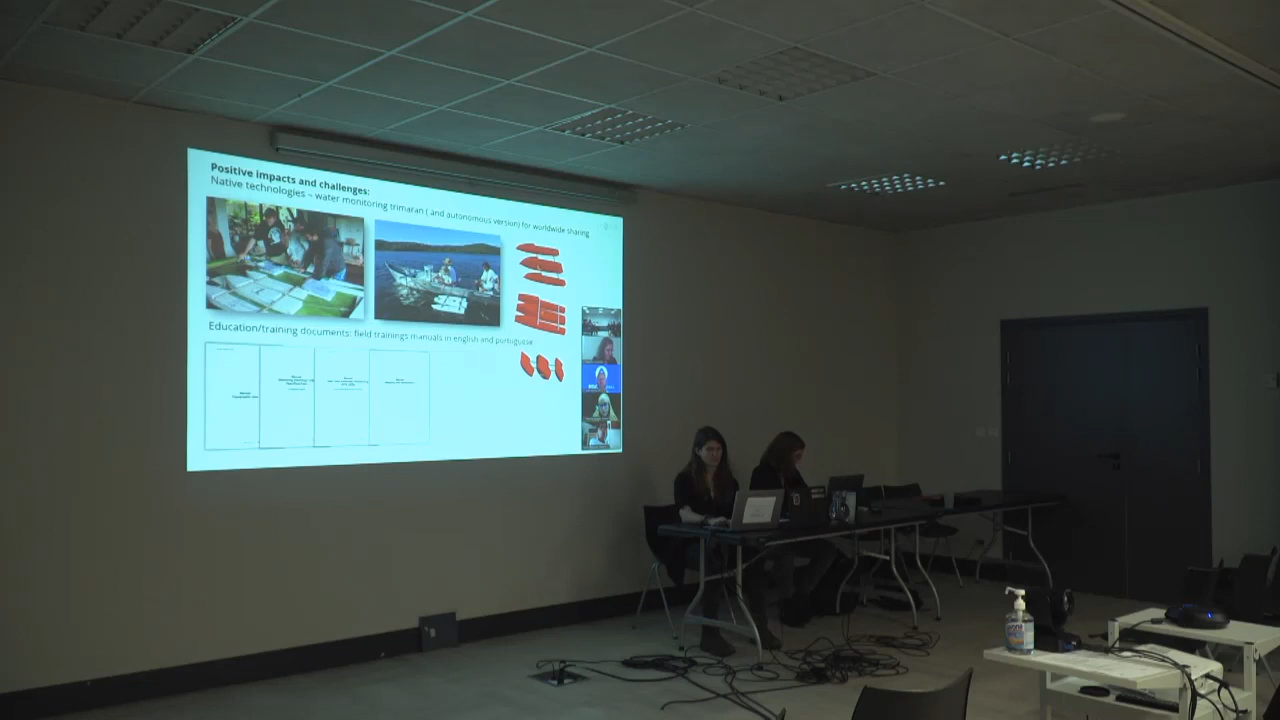 Positive impacts and challenges:
Native technologies – water monitoring trimaran ( and autonomous version) for worldwide sharing
Education/training documents: field trainings manuals in english and portuguese